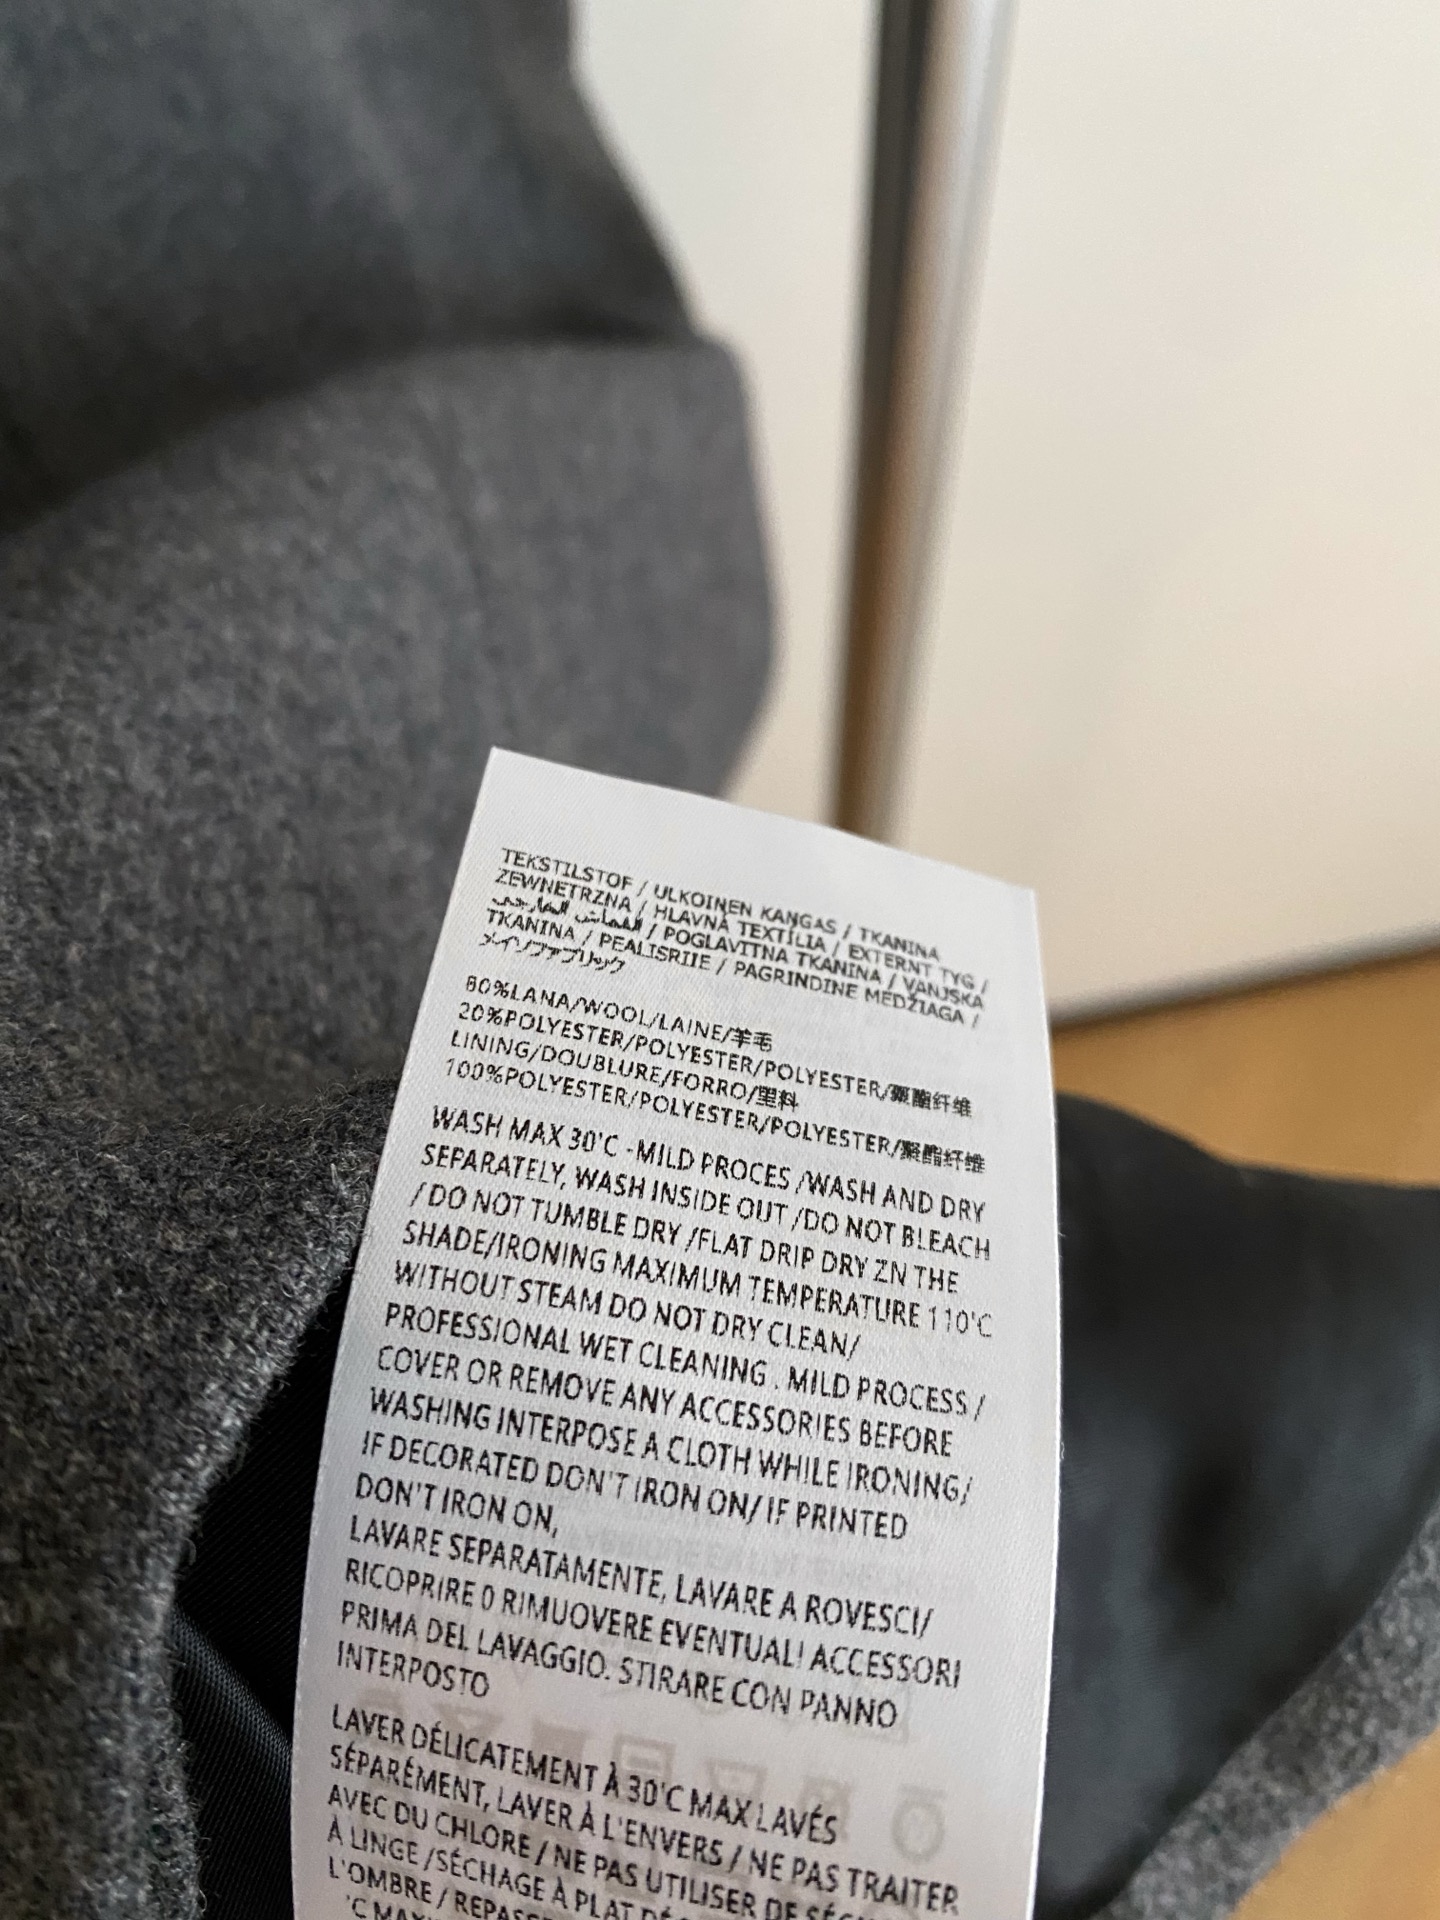 TEKSTILSTOF / ULKOINEN KANGAS / TKANINA
ZEWNETRZNA / HLAVNÁ TEXTÍLIA / EXTERNT TYG /
القماش الخارجي / POGLAVITNA TKANINA / VANJSKA
TKANINA / PEALISRIIE / PAGRINDINE MEDŽIAGA /
メイソファブリック
80%LANA/WOOL/LAINE/羊毛
20%POLYESTER/POLYESTER/POLYESTER/聚酯纤维
LINING/DOUBLURE/FORRO/里料
100%POLYESTER/POLYESTER/POLYESTER/聚酯纤维
WASH MAX 30'C -MILD PROCES /WASH AND DRY
SEPARATELY, WASH INSIDE OUT /DO NOT BLEACH
/ DO NOT TUMBLE DRY /FLAT DRIP DRY ZN THE
SHADE/IRONING MAXIMUM TEMPERATURE 110'C
WITHOUT STEAM DO NOT DRY CLEAN/
PROFESSIONAL WET CLEANING . MILD PROCESS /
COVER OR REMOVE ANY ACCESSORIES BEFORE
WASHING INTERPOSE A CLOTH WHILE IRONING/
IF DECORATED DON'T IRON ON/ IF PRINTED
DON'T IRON ON,
LAVARE SEPARATAMENTE, LAVARE A ROVESCI/
RICOPRIRE 0 RIMUOVERE EVENTUAL! ACCESSORI
PRIMA DEL LAVAGGIO. STIRARE CON PANNO
INTERPOSTO
LAVER DÉLICATEMENT À 30'C MAX LAVÉS
SÉPARÉMENT, LAVER À L'ENVERS / NE PAS TRAITER
AVEC DU CHLORE / NE PAS UTILISER DE
À LINGE /SÉCHAGE À PLAT
L'OMBRE /
'C